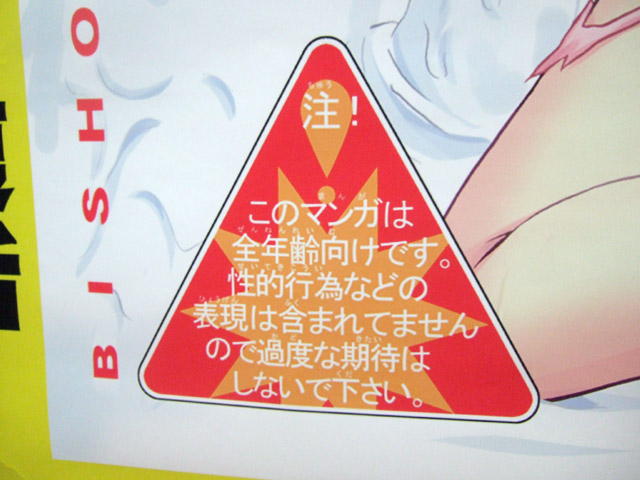 BISHO
注!
このマンガは
全年齢向けです。
性的行為などの
表現は含まれてません
ので過度な期待は
しないで下さい。